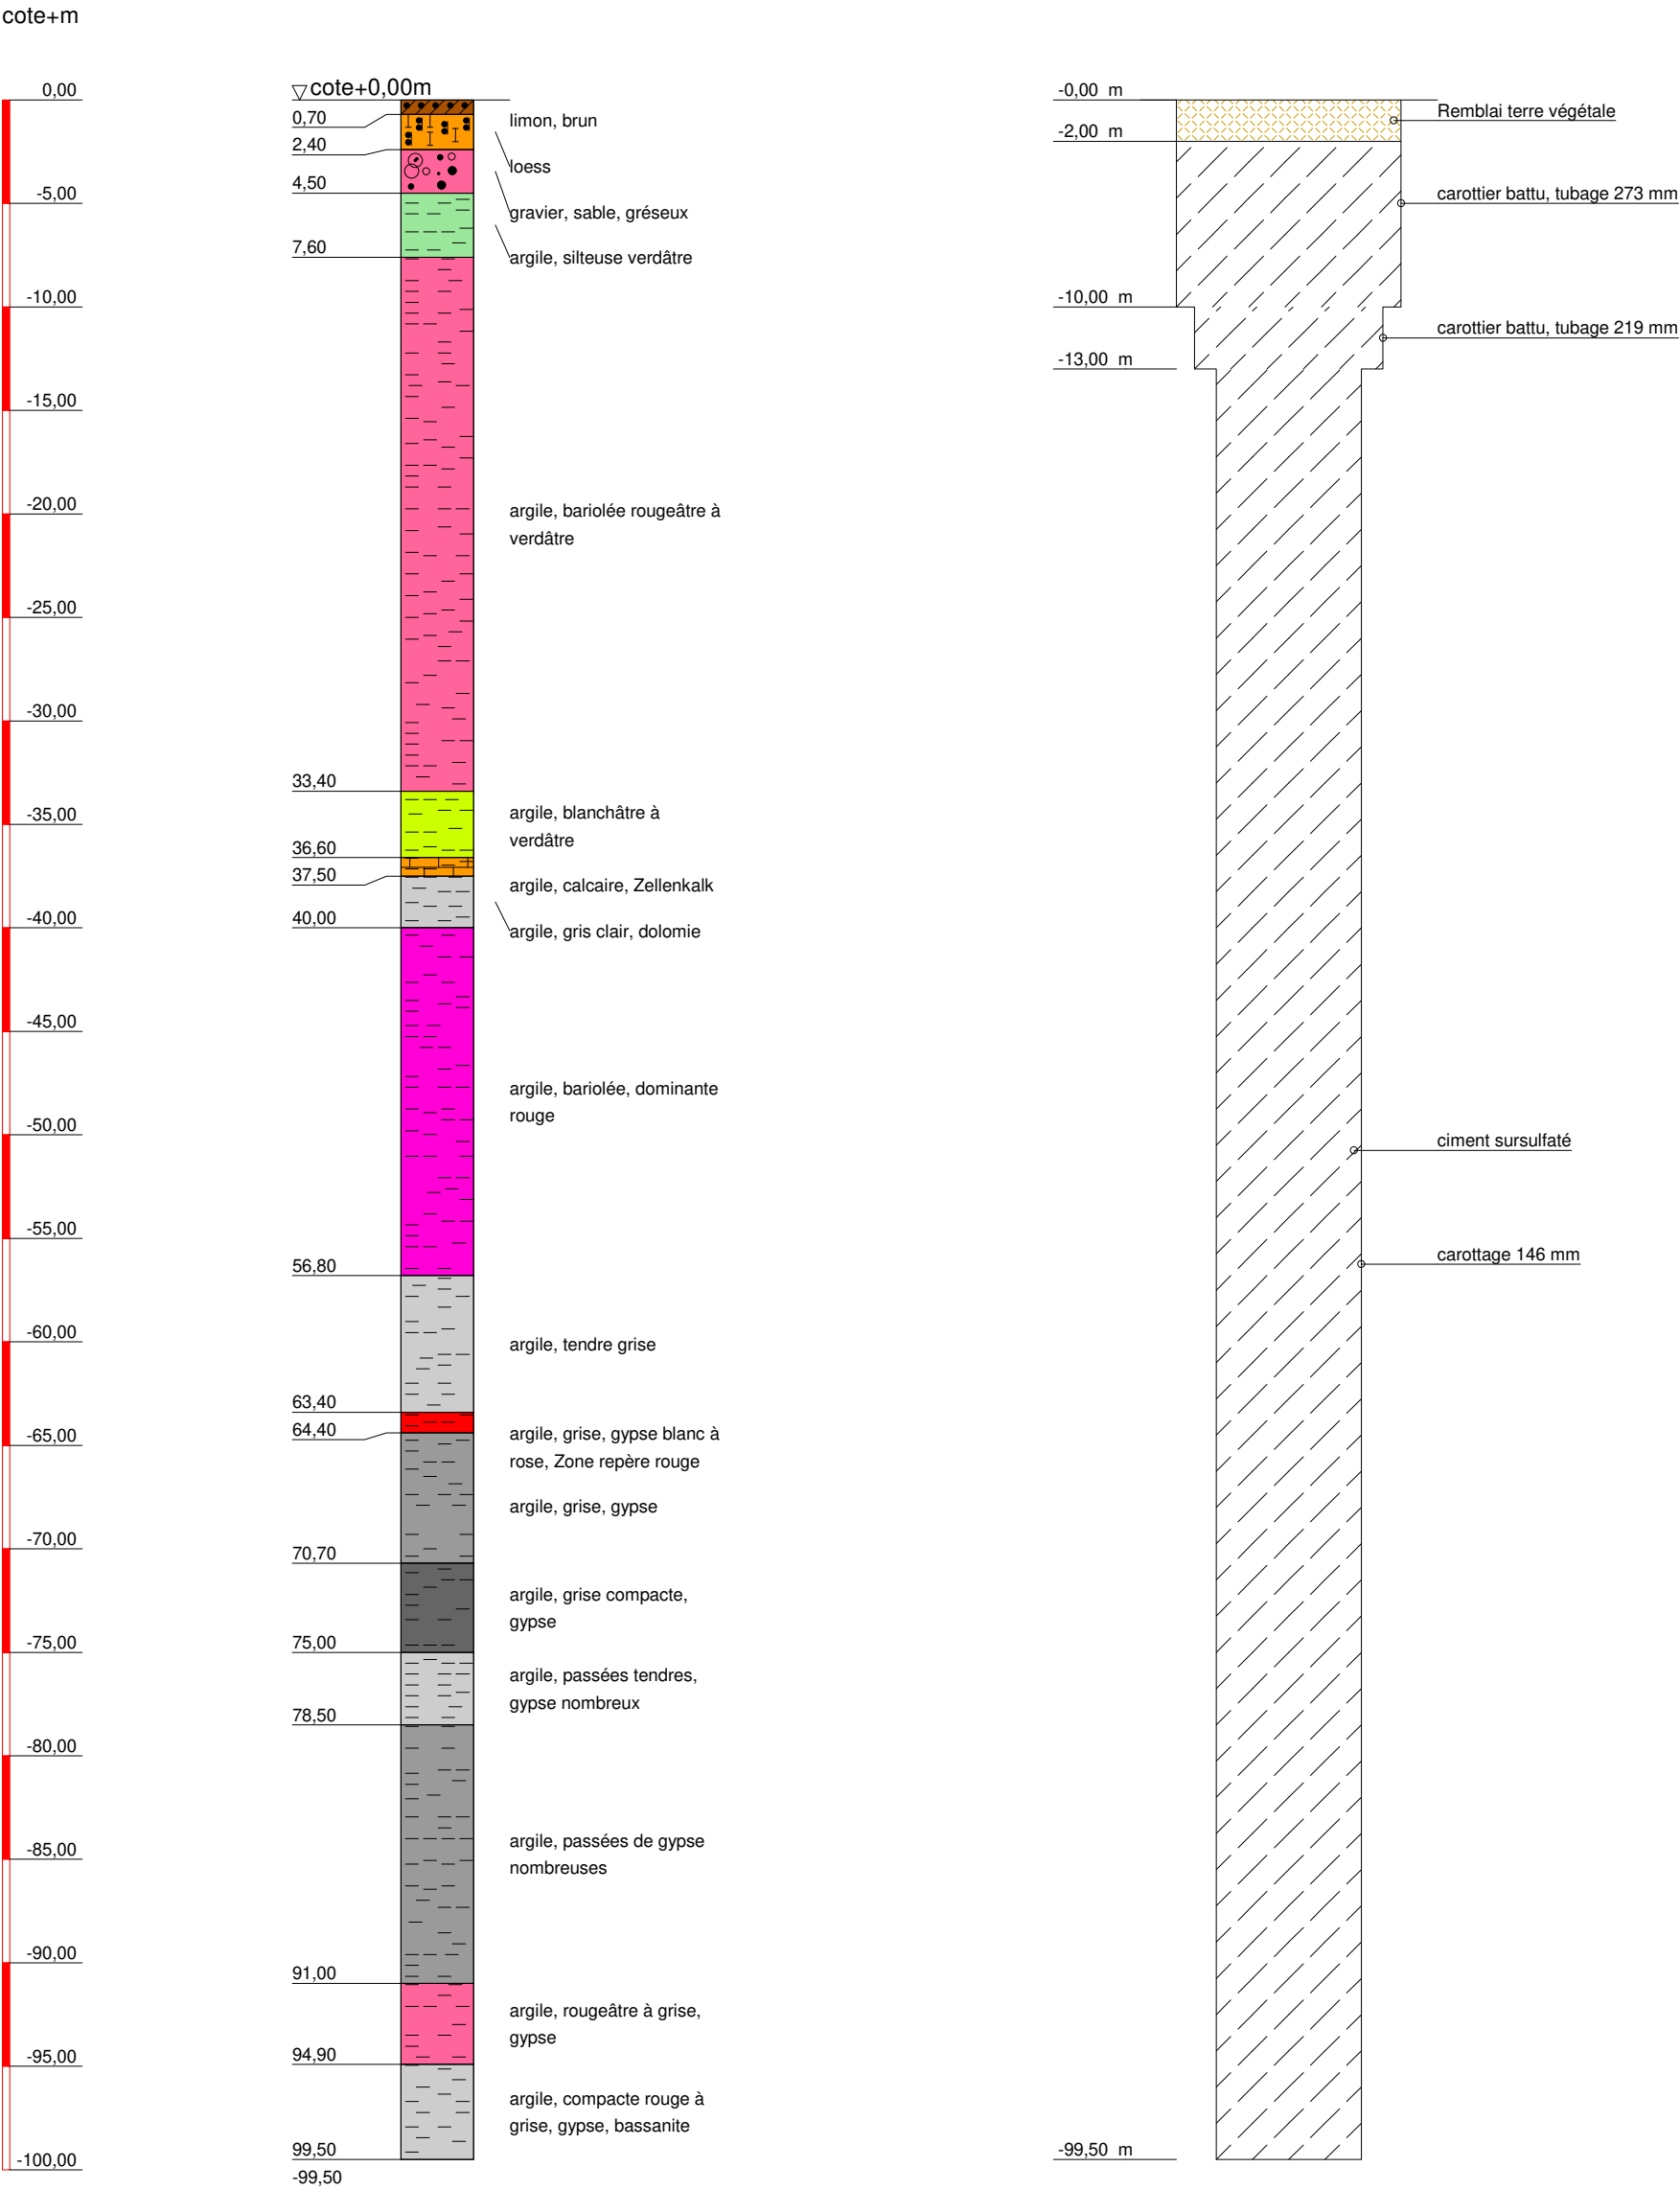 cote+m
0,00
-5,00
-10,00
-15,00
-20,00
-25,00
-30,00
-35,00
-40,00
-45,00
-50,00
-55,00
-60,00
-65,00
-70,00
-75,00
-80,00
-85,00
-90,00
-95,00
-100,00
cote+0,00m
0,70
2,40
4,50
7,60
33,40
36,60
37,50
40,00
56,80
63,40
64,40
70,70
75,00
78,50
91,00
94,90
99,50
-99,50
limon, brun
loess
gravier, sable, gréseux
argile, silteuse verdâtre
argile, bariolée rougeâtre à
verdâtre
argile, blanchâtre à
verdâtre
argile, calcaire, Zellenkalk
argile, gris clair, dolomie
argile, bariolée, dominante
rouge
argile, tendre grise
argile, grise, gypse blanc à
rose, Zone repère rouge
argile, grise, gypse
argile, grise compacte,
gypse
argile, passées tendres,
gypse nombreux
argile, passées de gypse
nombreuses
argile, rougeâtre à grise,
gypse
argile, compacte rouge à
grise, gypse, bassanite
-0,00 m
-2,00 m
-10,00 m
-13,00 m
-99,50 m
Remblai terre végétale
carottier battu, tubage 273 mm
carottier battu, tubage 219 mm
ciment sursulfaté
carottage 146 mm